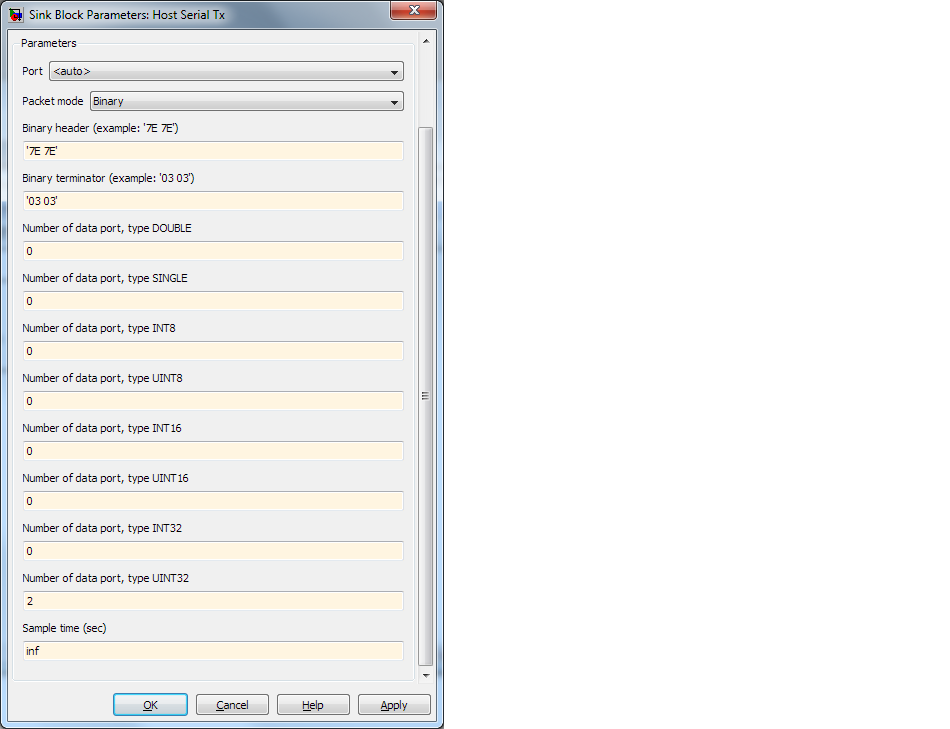 Sink Block Parameters: Host Serial Tx
Parameters
Port <auto>
Packet mode Binary
Binary header (example: '7E 7E')
'7E 7E'
Binary terminator (example: '03 03')
'03 03'
Number of data port, type DOUBLE
0
Number of data port, type SINGLE
0
Number of data port, type INT8
0
Number of data port, type UINT8
0
Number of data port, type INT16
0
Number of data port, type UINT16
0
Number of data port, type INT32
0
Number of data port, type UINT32
2
Sample time (sec)
inf
OK Cancel Help Apply